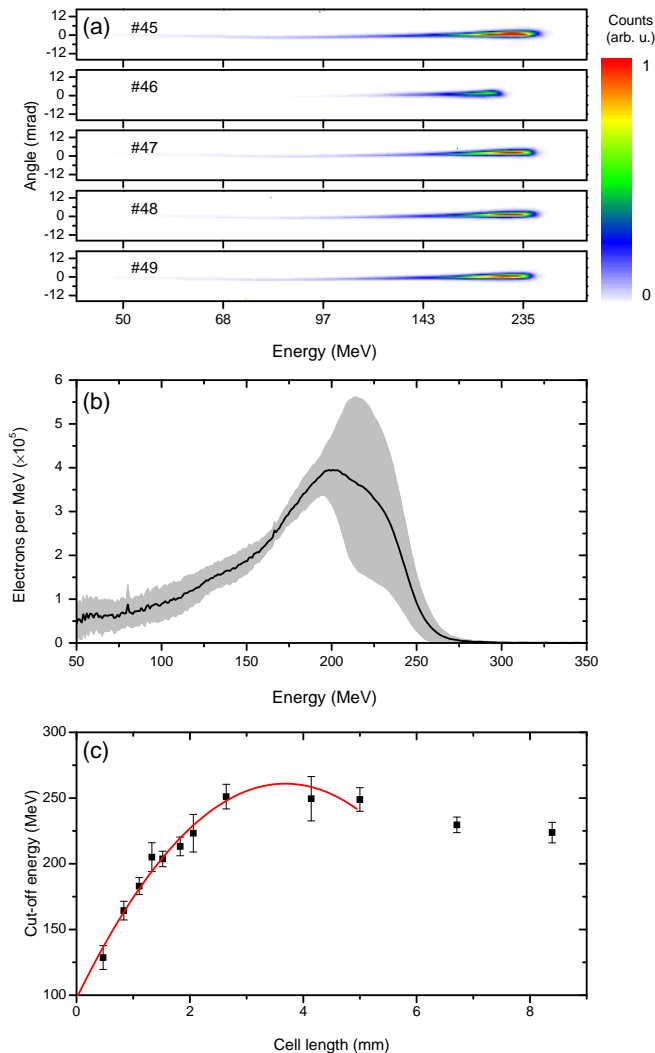 (a)
#45
#46
#47
#48
#49
12
0
-12
12
0
-12
12
0
-12
12
0
-12
12
0
-12
Angle (mrad)
50 68 97 143 235
Energy (MeV)
Counts
(arb. u.)
1
0
(b)
6
5
4
3
2
1
0
Electrons per MeV (×10⁵)
50 100 150 200 250 300 350
Energy (MeV)
(c)
300
250
200
150
100
Cut-off energy (MeV)
0 2 4 6 8
Cell length (mm)